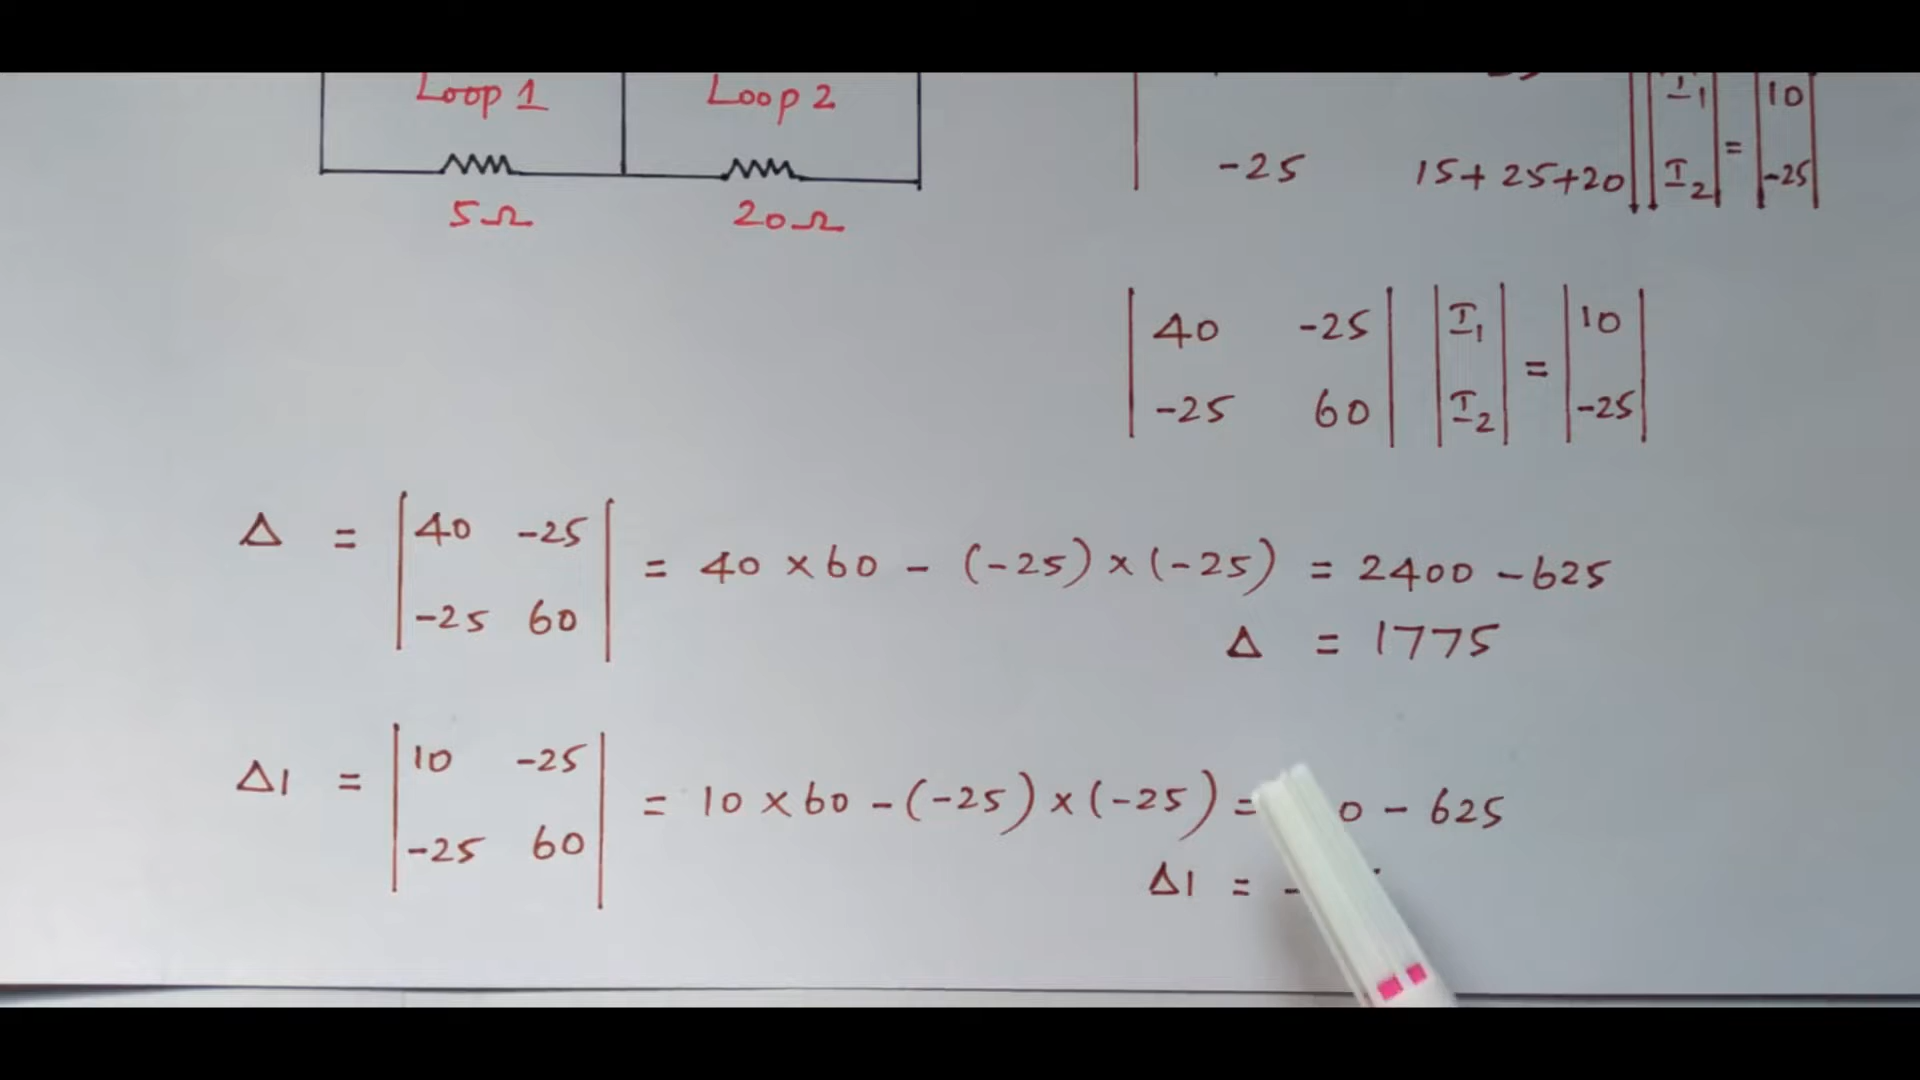 Loop 1 Loop 2
5Ω 20Ω
I1 10
-25 15+25+20 I2 = -25
40 -25 I1 = 10
-25 60 I2 -25
Δ = 40 -25 = 40 × 60 - (-25) × (-25) = 2400 - 625
-25 60
Δ = 1775
Δ1 = 10 -25 = 10 × 60 - (-25) × (-25) = 0 - 625
-25 60
Δ1 = -